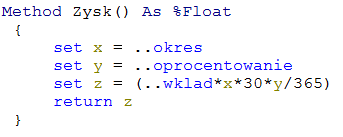 Method Zysk() As %Float
{
set x = ..okres
set y = ..oprocentowanie
set z = (..wklad*x*30*y/365)
return z
}